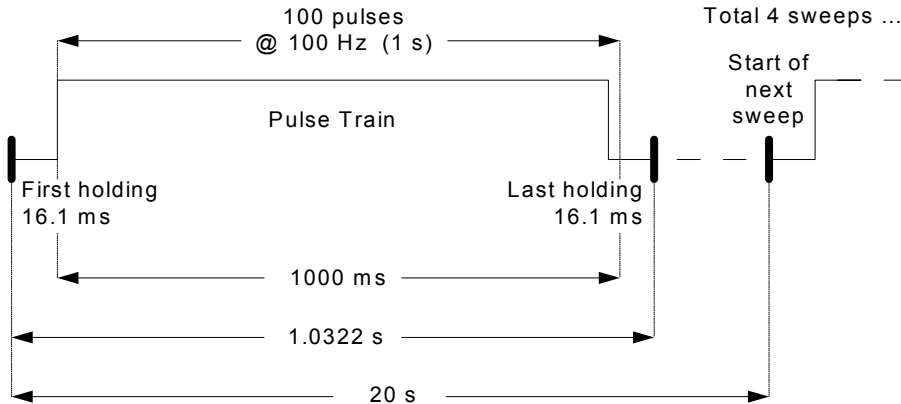 100 pulses
@ 100 Hz (1 s)
Total 4 sweeps ...
Start of
next
sweep
Pulse Train
First holding
16.1 ms
Last holding
16.1 ms
1000 ms
1.0322 s
20 s